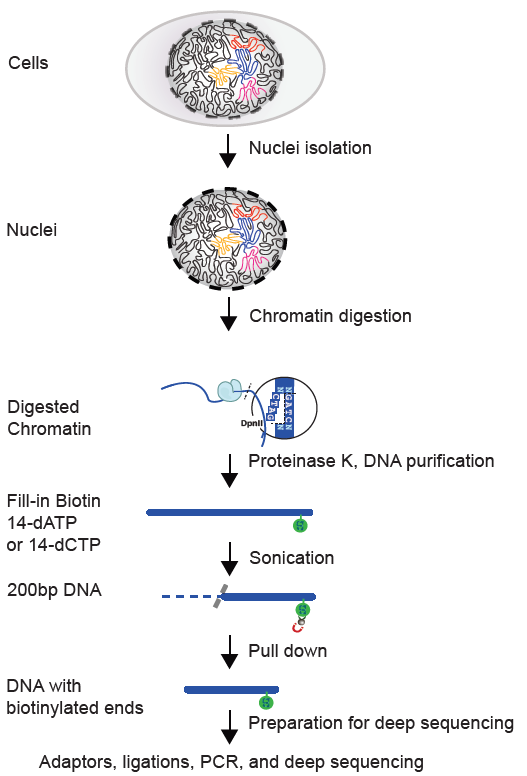 Cells
Nuclei isolation
Nuclei
Chromatin digestion
Digested
Chromatin
DpnII
NGATCN
NCTAGN
Proteinase K, DNA purification
Fill-in Biotin
14-dATP
or 14-dCTP
Sonication
200bp DNA
Pull down
DNA with
biotinylated ends
Preparation for deep sequencing
Adaptors, ligations, PCR, and deep sequencing